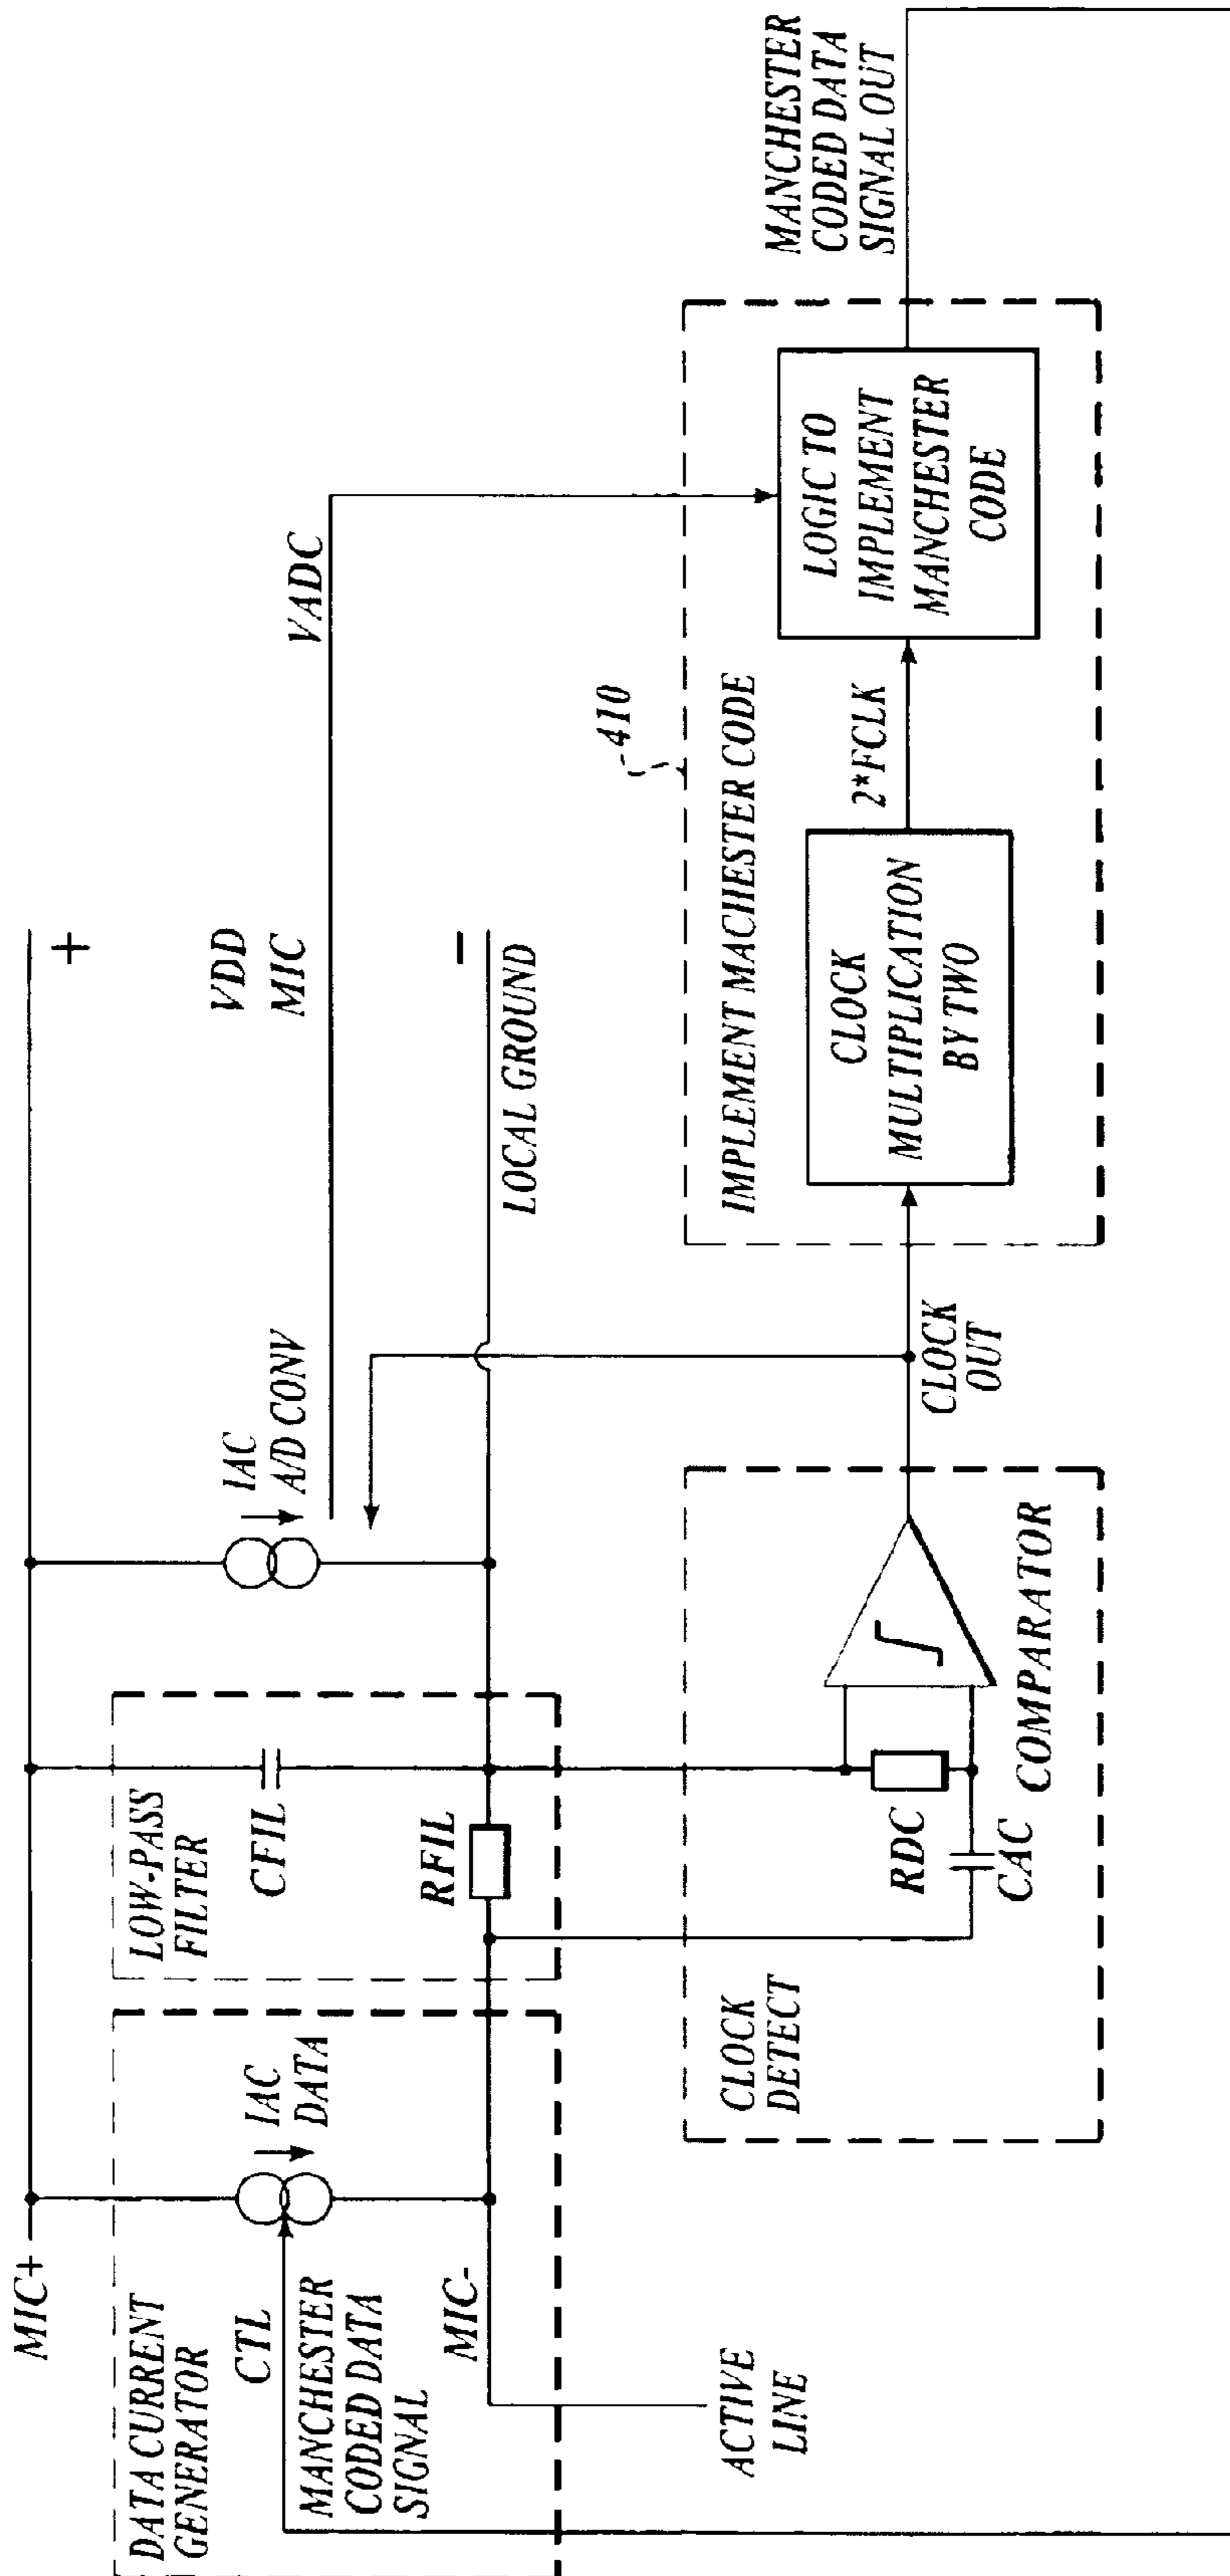 MIC+
DATA CURRENT
GENERATOR
CTL
MANCHESTER
CODED DATA
SIGNAL
MIC-
ACTIVE
LINE
IAC
DATA
LOW-PASS
FILTER
CFIL
RFIL
IAC
A/D CONV
VDD
MIC
+
-
LOCAL GROUND
VADC
CLOCK
DETECT
RDC
CAC
COMPARATOR
CLOCK
OUT
IMPLEMENT MACHESTER CODE
410
CLOCK
MULTIPLICATION
BY TWO
2*FCLK
LOGIC TO
IMPLEMENT
MANCHESTER
CODE
MANCHESTER
CODED DATA
SIGNAL OUT